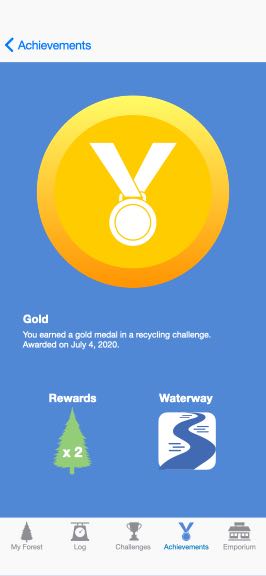 Achievements
Gold
You earned a gold medal in a recycling challenge.
Awarded on July 4, 2020.
Rewards
Waterway
x 2
My Forest
Log
Challenges
Achievements
Emporium